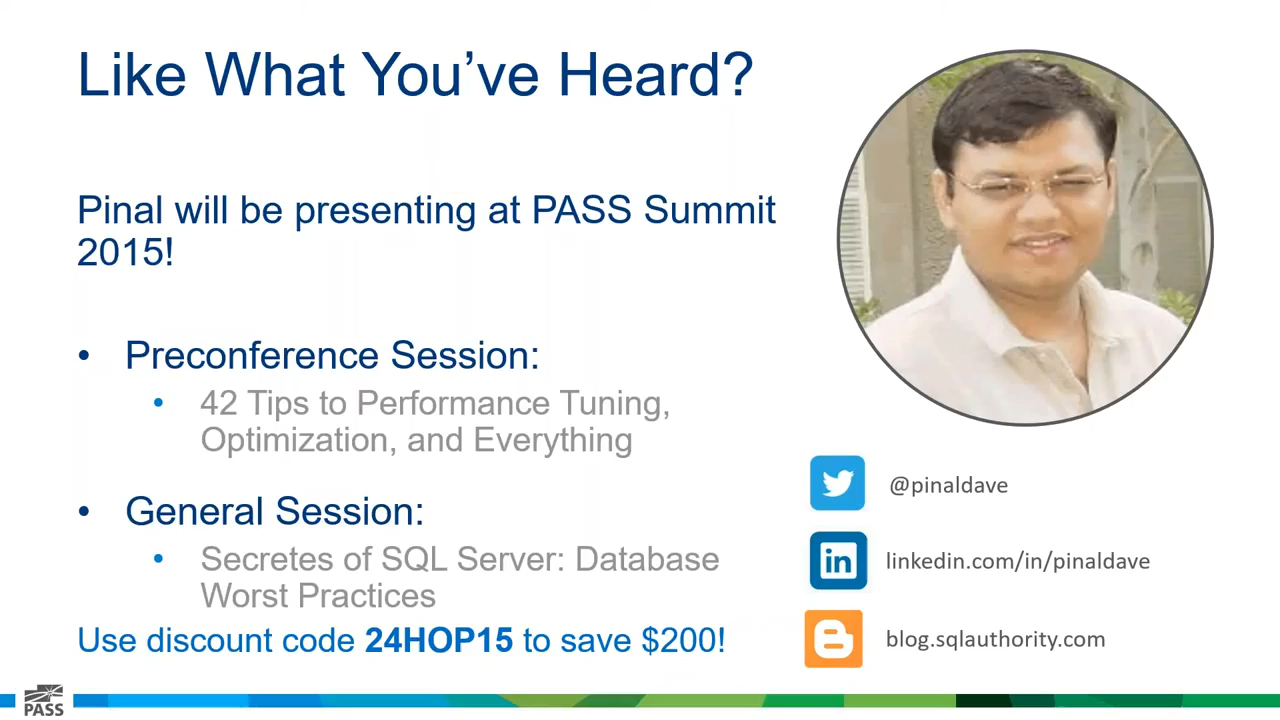 Like What You’ve Heard?
Pinal will be presenting at PASS Summit
2015!
• Preconference Session:
• 42 Tips to Performance Tuning,
Optimization, and Everything
• General Session:
• Secretes of SQL Server: Database
Worst Practices
Use discount code 24HOP15 to save $200!
@pinaldave
in linkedin.com/in/pinaldave
blog.sqlauthority.com
PASS